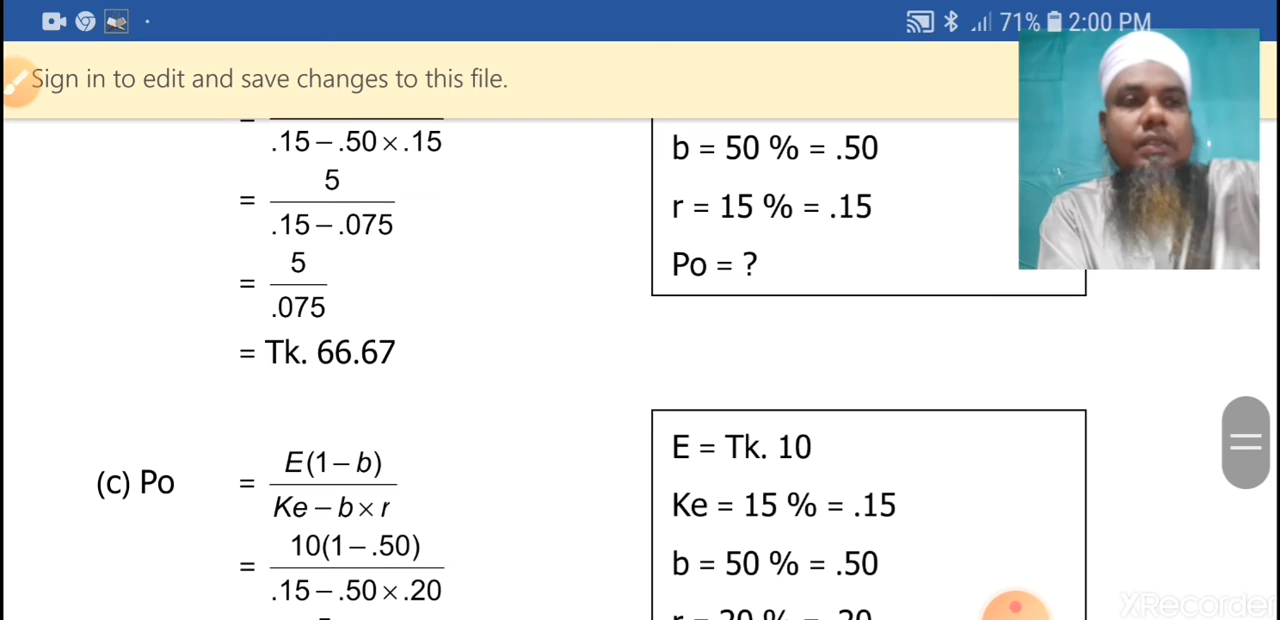 71% 2:00 PM
Sign in to edit and save changes to this file.
.15 – .50 × .15
= 5
.15 – .075
= 5
.075
= Tk. 66.67
b = 50 % = .50
r = 15 % = .15
Po = ?
(c) Po = E(1 – b)
Ke – b × r
= 10(1 – .50)
.15 – .50 × .20
E = Tk. 10
Ke = 15 % = .15
b = 50 % = .50
r = 20 % = .20
XRecorder